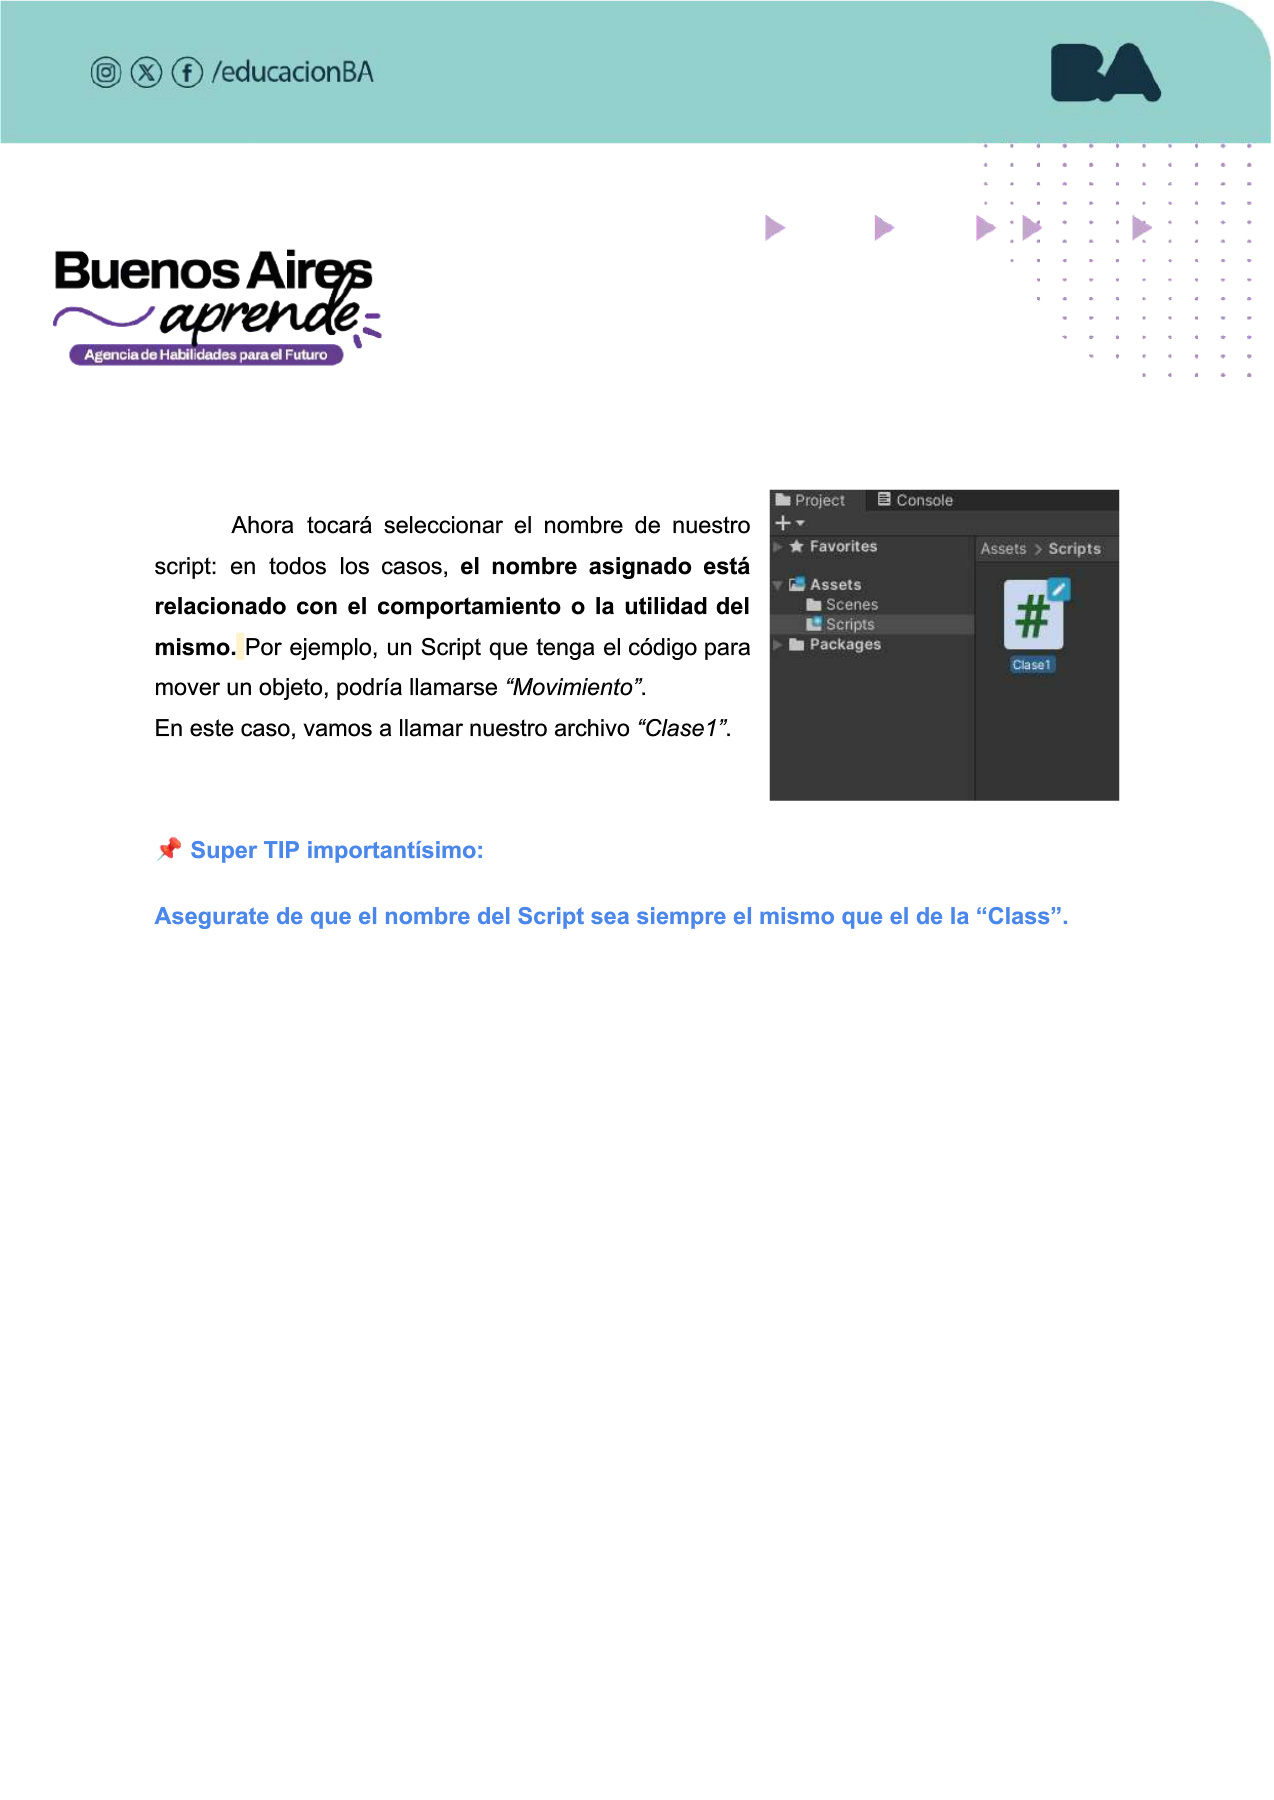 /educacionBA
BA
Buenos Aires
aprende
Agencia de Habilidades para el Futuro
Ahora tocará seleccionar el nombre de nuestro
script: en todos los casos, el nombre asignado está
relacionado con el comportamiento o la utilidad del
mismo. Por ejemplo, un Script que tenga el código para
mover un objeto, podría llamarse “Movimiento”.
En este caso, vamos a llamar nuestro archivo “Clase1”.
Project Console
Favorites
Assets
Scenes
Scripts
Packages
Assets > Scripts
#
Clase1
📌 Super TIP importantísimo:
Asegurate de que el nombre del Script sea siempre el mismo que el de la “Class”.